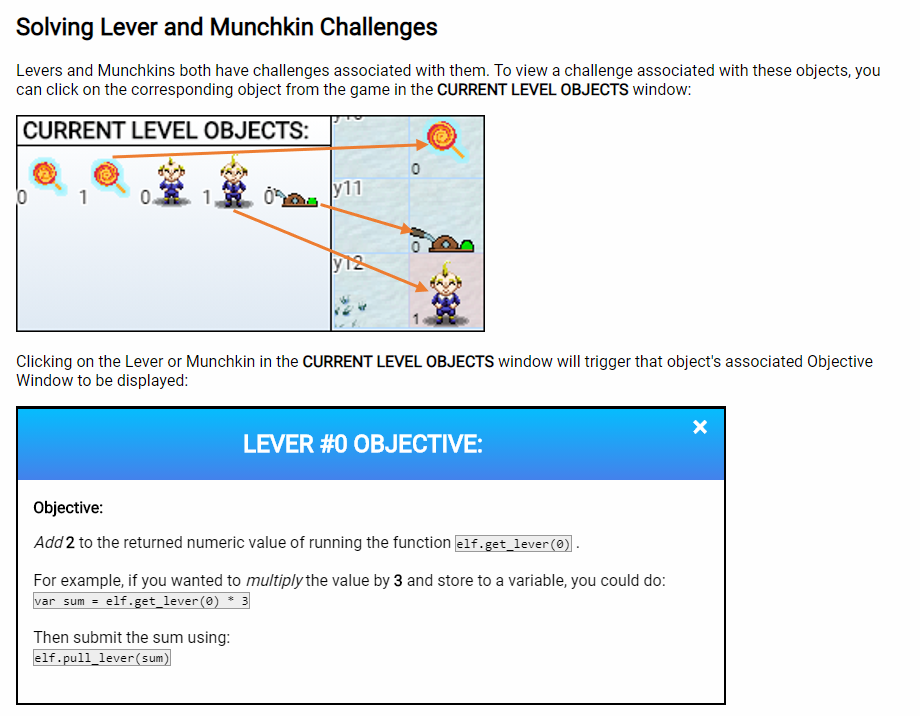 Solving Lever and Munchkin Challenges
Levers and Munchkins both have challenges associated with them. To view a challenge associated with these objects, you
can click on the corresponding object from the game in the CURRENT LEVEL OBJECTS window:
CURRENT LEVEL OBJECTS:
0 1 0 1 0
0
y11
0
y12
1
Clicking on the Lever or Munchkin in the CURRENT LEVEL OBJECTS window will trigger that object's associated Objective
Window to be displayed:
LEVER #0 OBJECTIVE:
Objective:
Add 2 to the returned numeric value of running the function elf.get_lever(0) .
For example, if you wanted to multiply the value by 3 and store to a variable, you could do:
var sum = elf.get_lever(0) * 3
Then submit the sum using:
elf.pull_lever(sum)